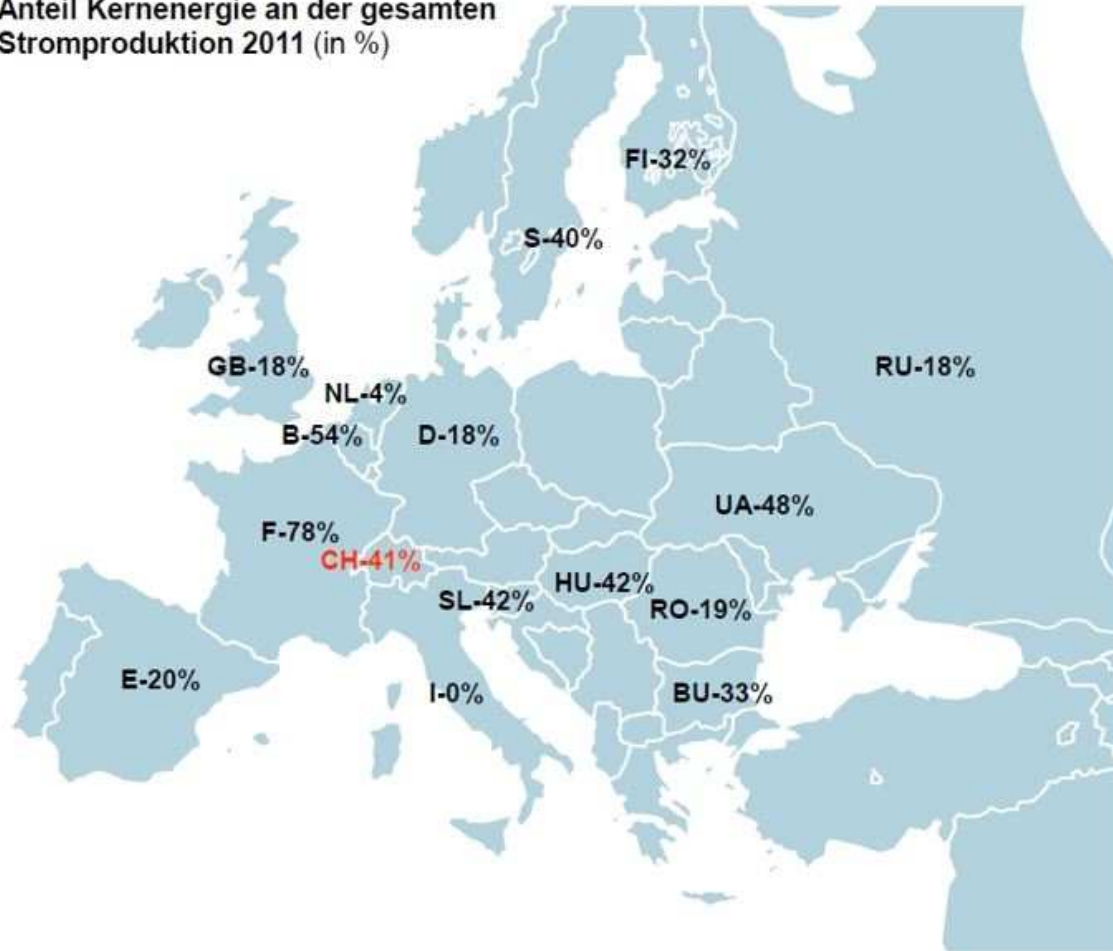 Anteil Kernenergie an der gesamten
Stromproduktion 2011 (in %)
FI-32%
S-40%
GB-18%
RU-18%
NL-4%
B-54%
D-18%
UA-48%
F-78%
CH-41%
HU-42%
SL-42%
RO-19%
E-20%
I-0%
BU-33%